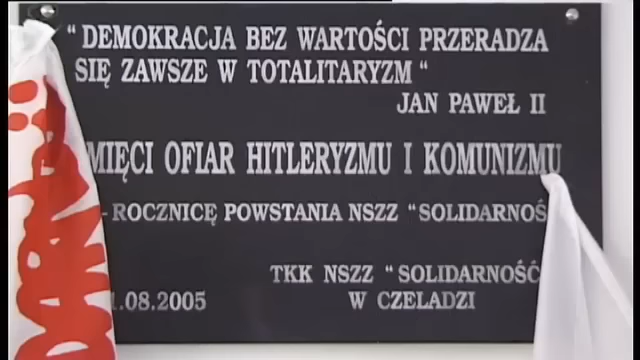 “DEMOKRACJA BEZ WARTOŚCI PRZERADZA
SIĘ ZAWSZE W TOTALITARYZM“
JAN PAWEŁ II
MIĘCI OFIAR HITLERYZMU I KOMUNIZMU
- ROCZNICĘ POWSTANIA NSZZ “SOLIDARNOŚ
TKK NSZZ “SOLIDARNOŚĆ
.08.2005 W CZELADZI